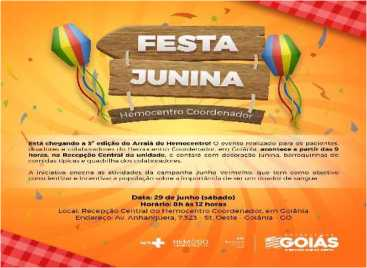 FESTA
JUNINA
Hemocentro Coordenador
Está chegando a 3ª edição do Arraiá do Hemocentro! O evento realizado para os pacientes,
doadores e colaboradores do Hemocentro Coordenador, em Goiânia, acontece a partir das 9
horas, na Recepção Central da unidade, e contará com decoração junina, barraquinhas de
comidas típicas e quadrilha dos colaboradores.
A iniciativa encerra as atividades da campanha Junho Vermelho, que tem como objetivo
conscientizar e incentivar a população sobre a importância de ser um doador de sangue.
Data: 29 de junho (sábado)
Horário: 8h às 12 horas
Local: Recepção Central do Hemocentro Coordenador, em Goiânia
Endereço: Av. Anhanguera, 7.323 - St. Oeste - Goiânia - GO
HEMOGO
GOIÁS